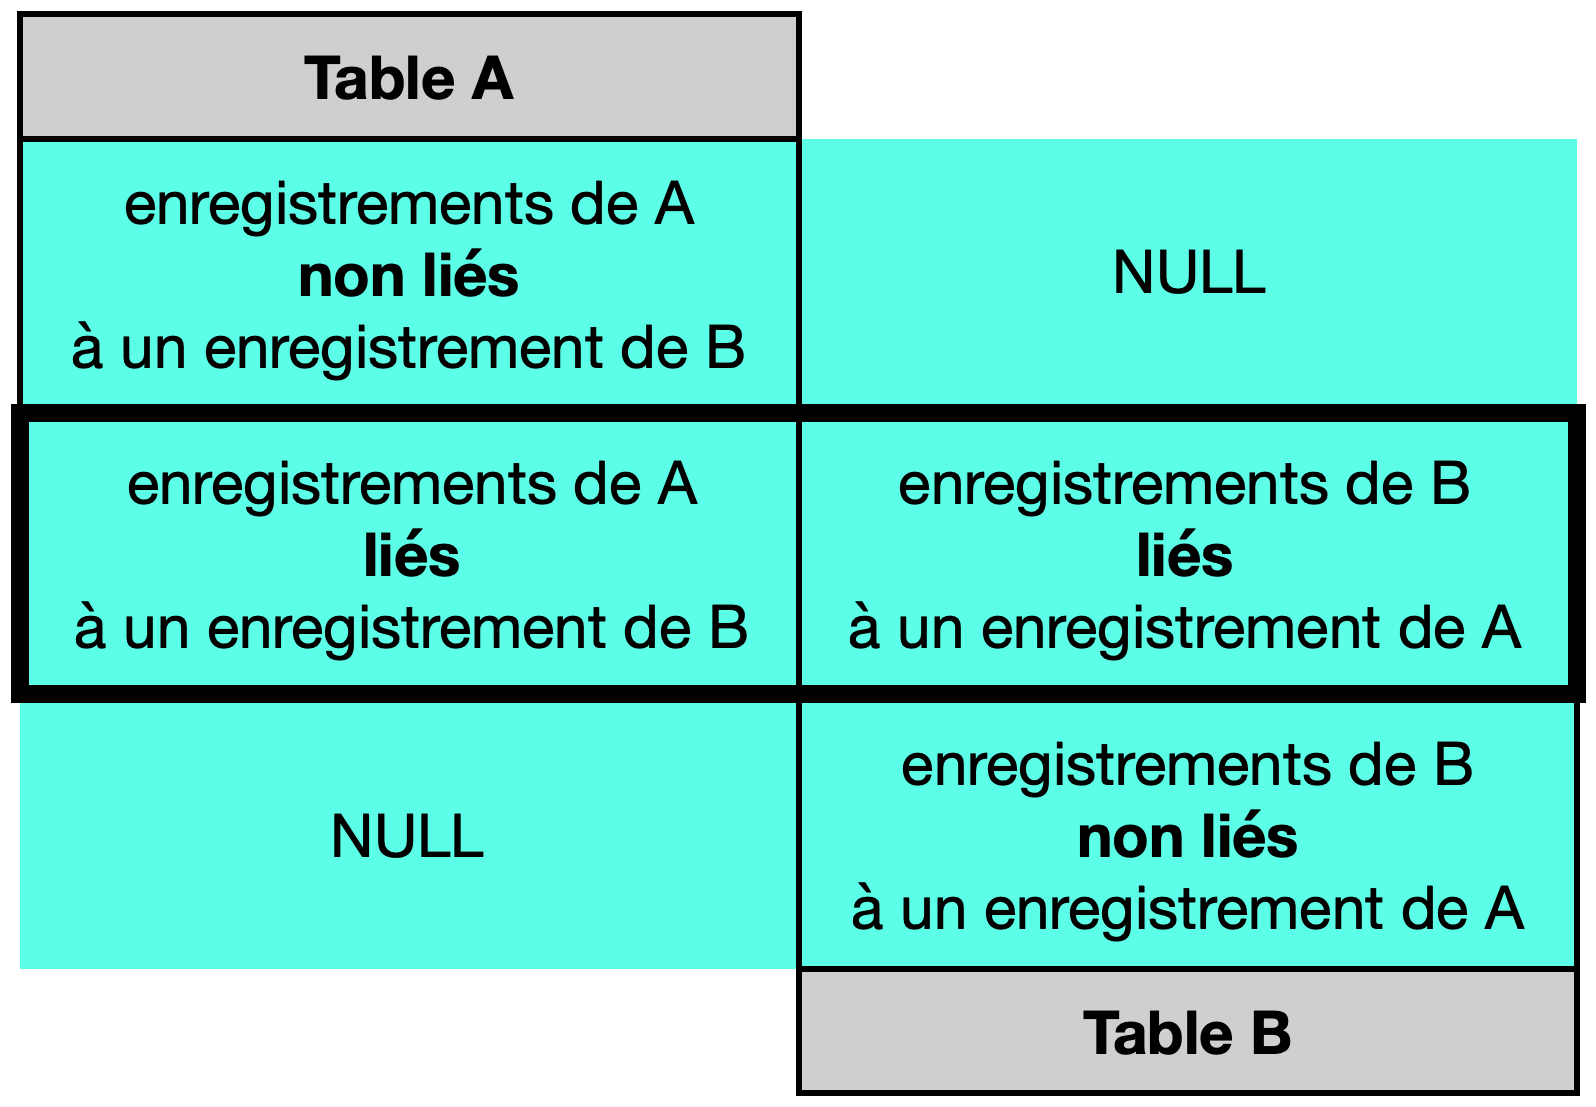 Table A
enregistrements de A
non liés
à un enregistrement de B
NULL
enregistrements de A
liés
à un enregistrement de B
enregistrements de B
liés
à un enregistrement de A
NULL
enregistrements de B
non liés
à un enregistrement de A
Table B